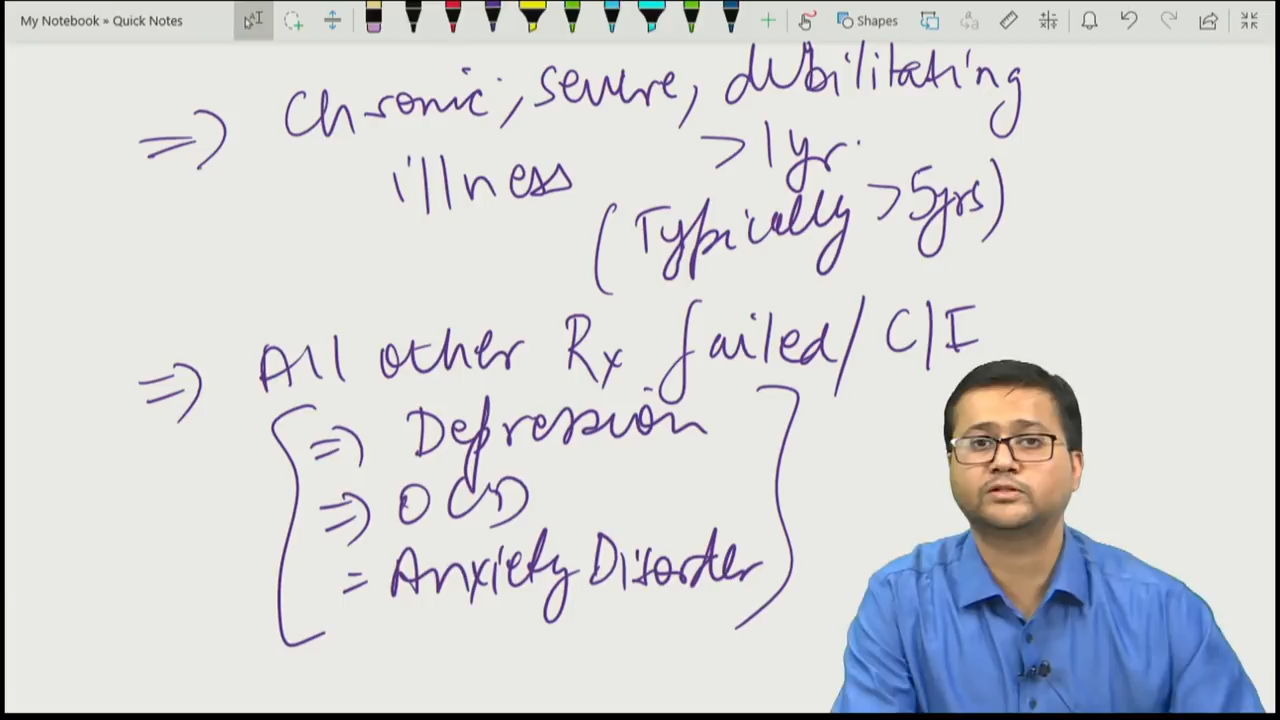 My Notebook » Quick Notes
Shapes
=> Chronic, severe, debilitating
illness >1yr.
(Typically >5yrs)
=> All other Rx failed/ C/I
=> Depression
=> OCD
= Anxiety Disorder